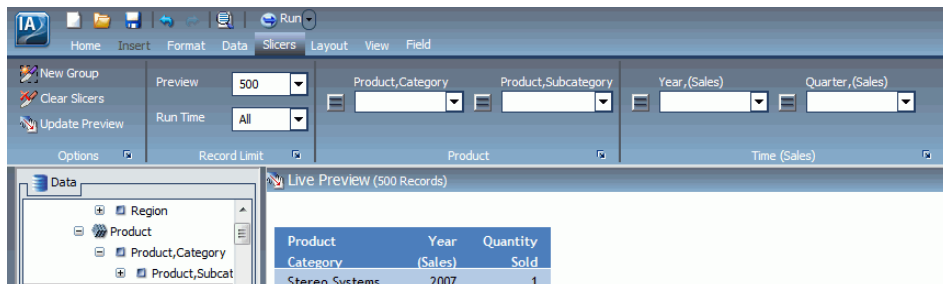 IA Run
Home Insert Format Data Slicers Layout View Field
New Group Preview 500 Product,Category Product,Subcategory Year,(Sales) Quarter,(Sales)
Clear Slicers
Update Preview Run Time All
Options Record Limit Product Time (Sales)
Data Live Preview (500 Records)
Region
Product
Product,Category
Product,Subcat
Product Year Quantity
Category (Sales) Sold
Stereo Systems 2007 1